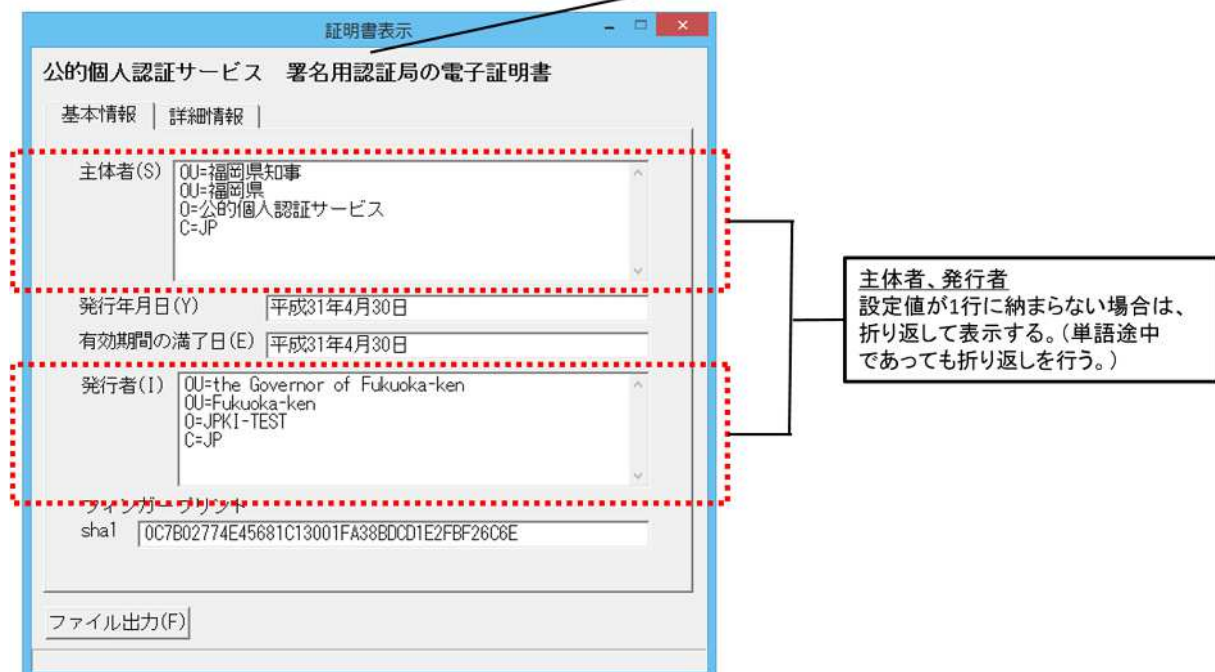 証明書表示
公的個人認証サービス 署名用認証局の電子証明書
基本情報
詳細情報
主体者(S)
OU=福岡県知事
OU=福岡県
O=公的個人認証サービス
C=JP
発行年月日(Y)
平成31年4月30日
有効期間の満了日(E)
平成31年4月30日
発行者(I)
OU=the Governor of Fukuoka-ken
OU=Fukuoka-ken
O=JPKI-TEST
C=JP
フィンガープリント
sha1
0C7B02774E45681C13001FA38BDCD1E2FBF26C6E
ファイル出力(F)
主体者、発行者
設定値が1行に納まらない場合は、
折り返して表示する。(単語途中
であっても折り返しを行う。)